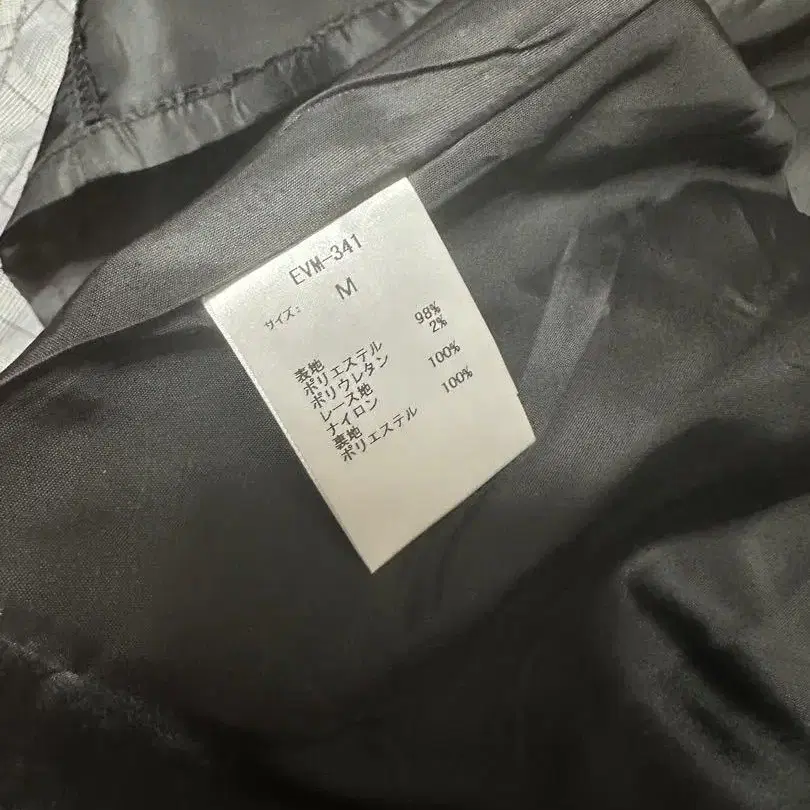 EVM-341
サイズ: M
表地
ポリエステル 98%
ポリウレタン 2%
レース地
ナイロン 100%
裏地
ポリエステル 100%